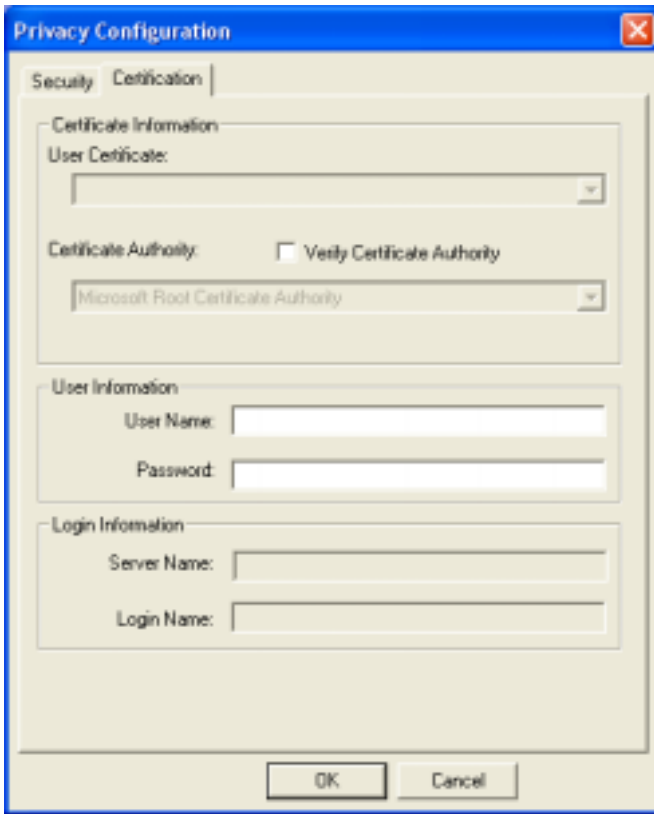 Privacy Configuration
Security Certification
Certificate Information
User Certificate:
Certificate Authority: Verify Certificate Authority
Microsoft Root Certificate Authority
User Information
User Name:
Password:
Login Information
Server Name:
Login Name:
OK Cancel